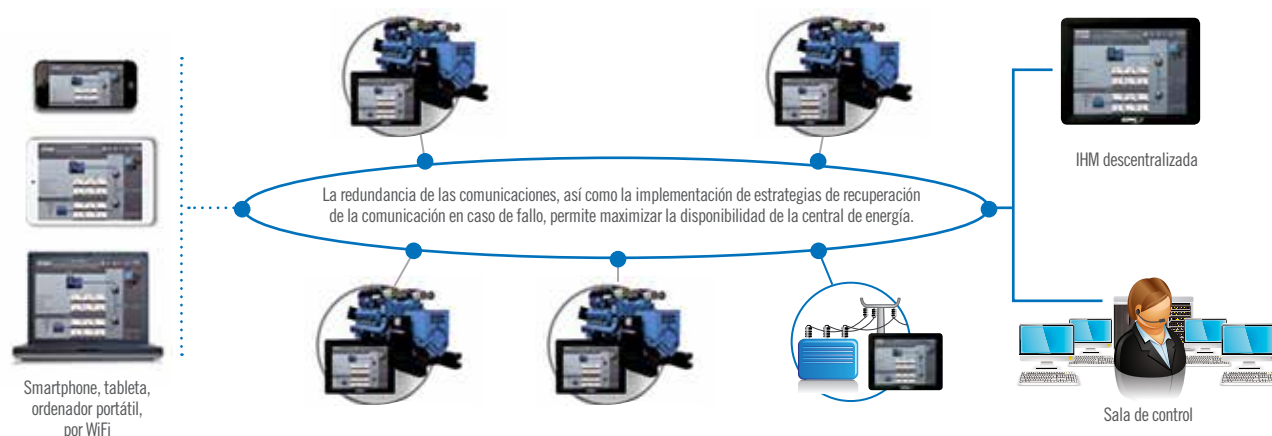 IHM descentralizada
La redundancia de las comunicaciones, así como la implementación de estrategias de recuperación
de la comunicación en caso de fallo, permite maximizar la disponibilidad de la central de energía.
Smartphone, tableta,
ordenador portátil,
por WiFi
Sala de control